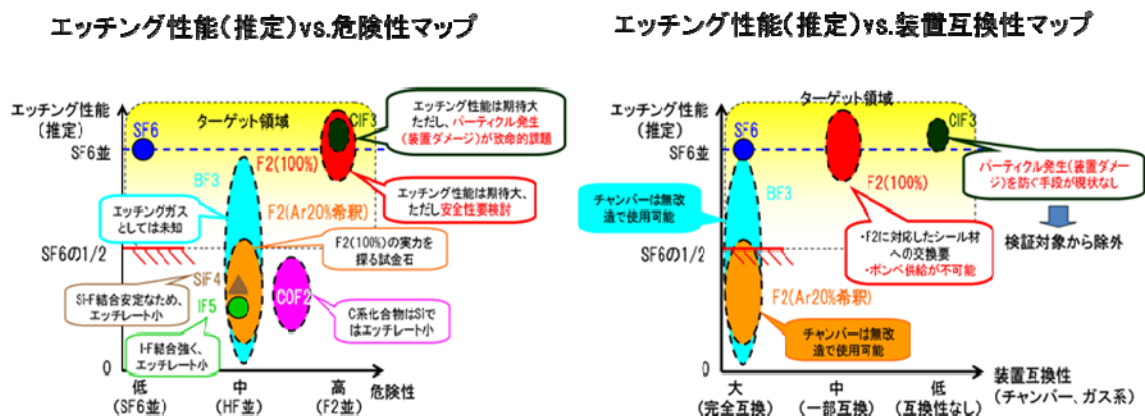 エッチング性能(推定)vs.危険性マップ
エッチング性能
(推定)
SF6並
SF6の1/2
0
ターゲット領域
SF6
ClF3
F2(100%)
BF3
F2(Ar20%希釈)
SiF4
IF5
COF2
エッチング性能は期待大
ただし、パーティクル発生
(装置ダメージ)が致命的課題
エッチング性能は期待大、
ただし安全性要検討
エッチングガス
としては未知
F2(100%)の実力を
探る試金石
Si-F結合安定なため、
エッチレート小
C系化合物はSiで
はエッチレート小
I-F結合強く、
エッチレート小
低
(SF6並)
中
(HF並)
高
(F2並)
危険性
エッチング性能(推定)vs.装置互換性マップ
エッチング性能
(推定)
SF6並
SF6の1/2
0
ターゲット領域
SF6
ClF3
BF3
F2(100%)
F2(Ar20%希釈)
パーティクル発生(装置ダメー
ジ)を防ぐ手段が現状なし
検証対象から除外
チャンバーは無改
造で使用可能
・F2に対応したシール材
への交換要
・ボンベ供給が不可能
チャンバーは無改
造で使用可能
大
(完全互換)
中
(一部互換)
低
(互換性なし)
装置互換性
(チャンバー、ガス系)